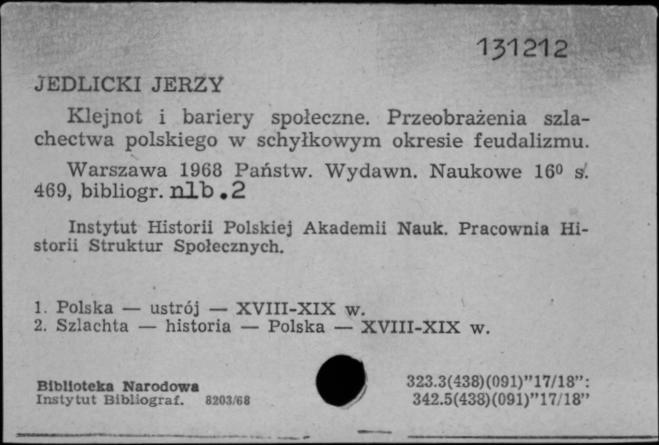 131212
JEDLICKI JERZY
Klejnot i bariery społeczne. Przeobrażenia szla-
chectwa polskiego w schyłkowym okresie feudalizmu.
Warszawa 1968 Państw. Wydawn. Naukowe 16⁰ s.
469, bibliogr. nlb.2
Instytut Historii Polskiej Akademii Nauk. Pracownia Hi-
storii Struktur Społecznych.
1. Polska — ustrój — XVIII-XIX w.
2. Szlachta — historia — Polska — XVIII-XIX w.
Biblioteka Narodowa 323.3(438)(091)"17/18":
Instytut Bibliograf. 8203/68 342.5(438)(091)"17/18"